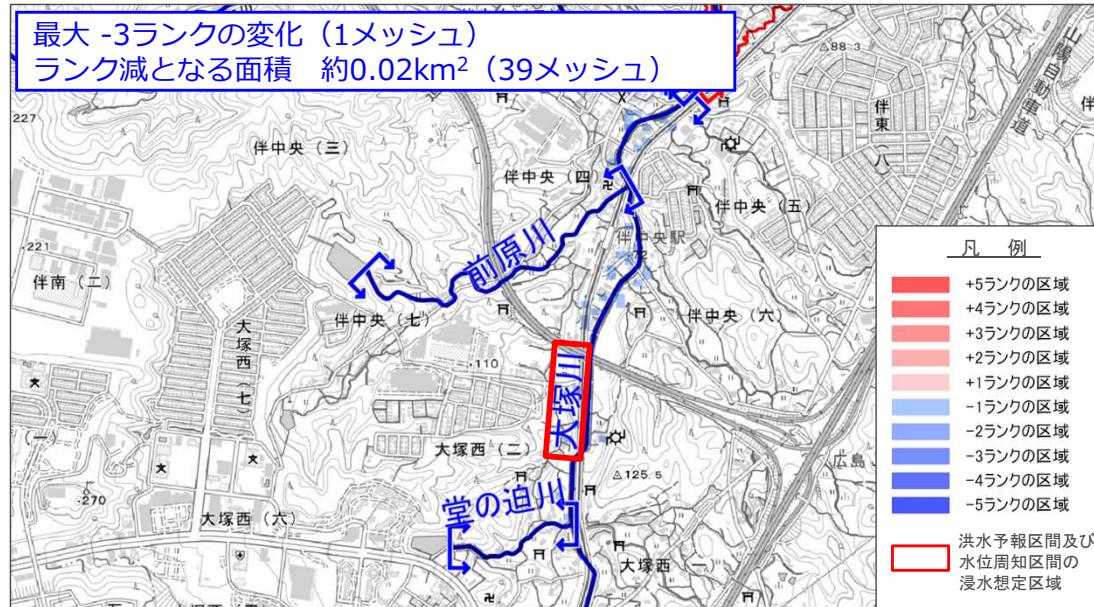 最大 -3ランクの変化（1メッシュ）
ランク減となる面積　約0.02km²（39メッシュ）
88.3
山陽自動車道
227
伴中央（三）
伴東（八）
伴中央（四）
伴中央（五）
伴中央駅
前原川
221
伴南（二）
伴中央（七）
伴中央（六）
大塚西（七）
110
大塚川
大塚西（二）
125.5
広島
270
堂の迫川
大塚西（六）
大塚西（一）
凡　例
+5ランクの区域
+4ランクの区域
+3ランクの区域
+2ランクの区域
+1ランクの区域
-1ランクの区域
-2ランクの区域
-3ランクの区域
-4ランクの区域
-5ランクの区域
洪水予報区間及び
水位周知区間の
浸水想定区域